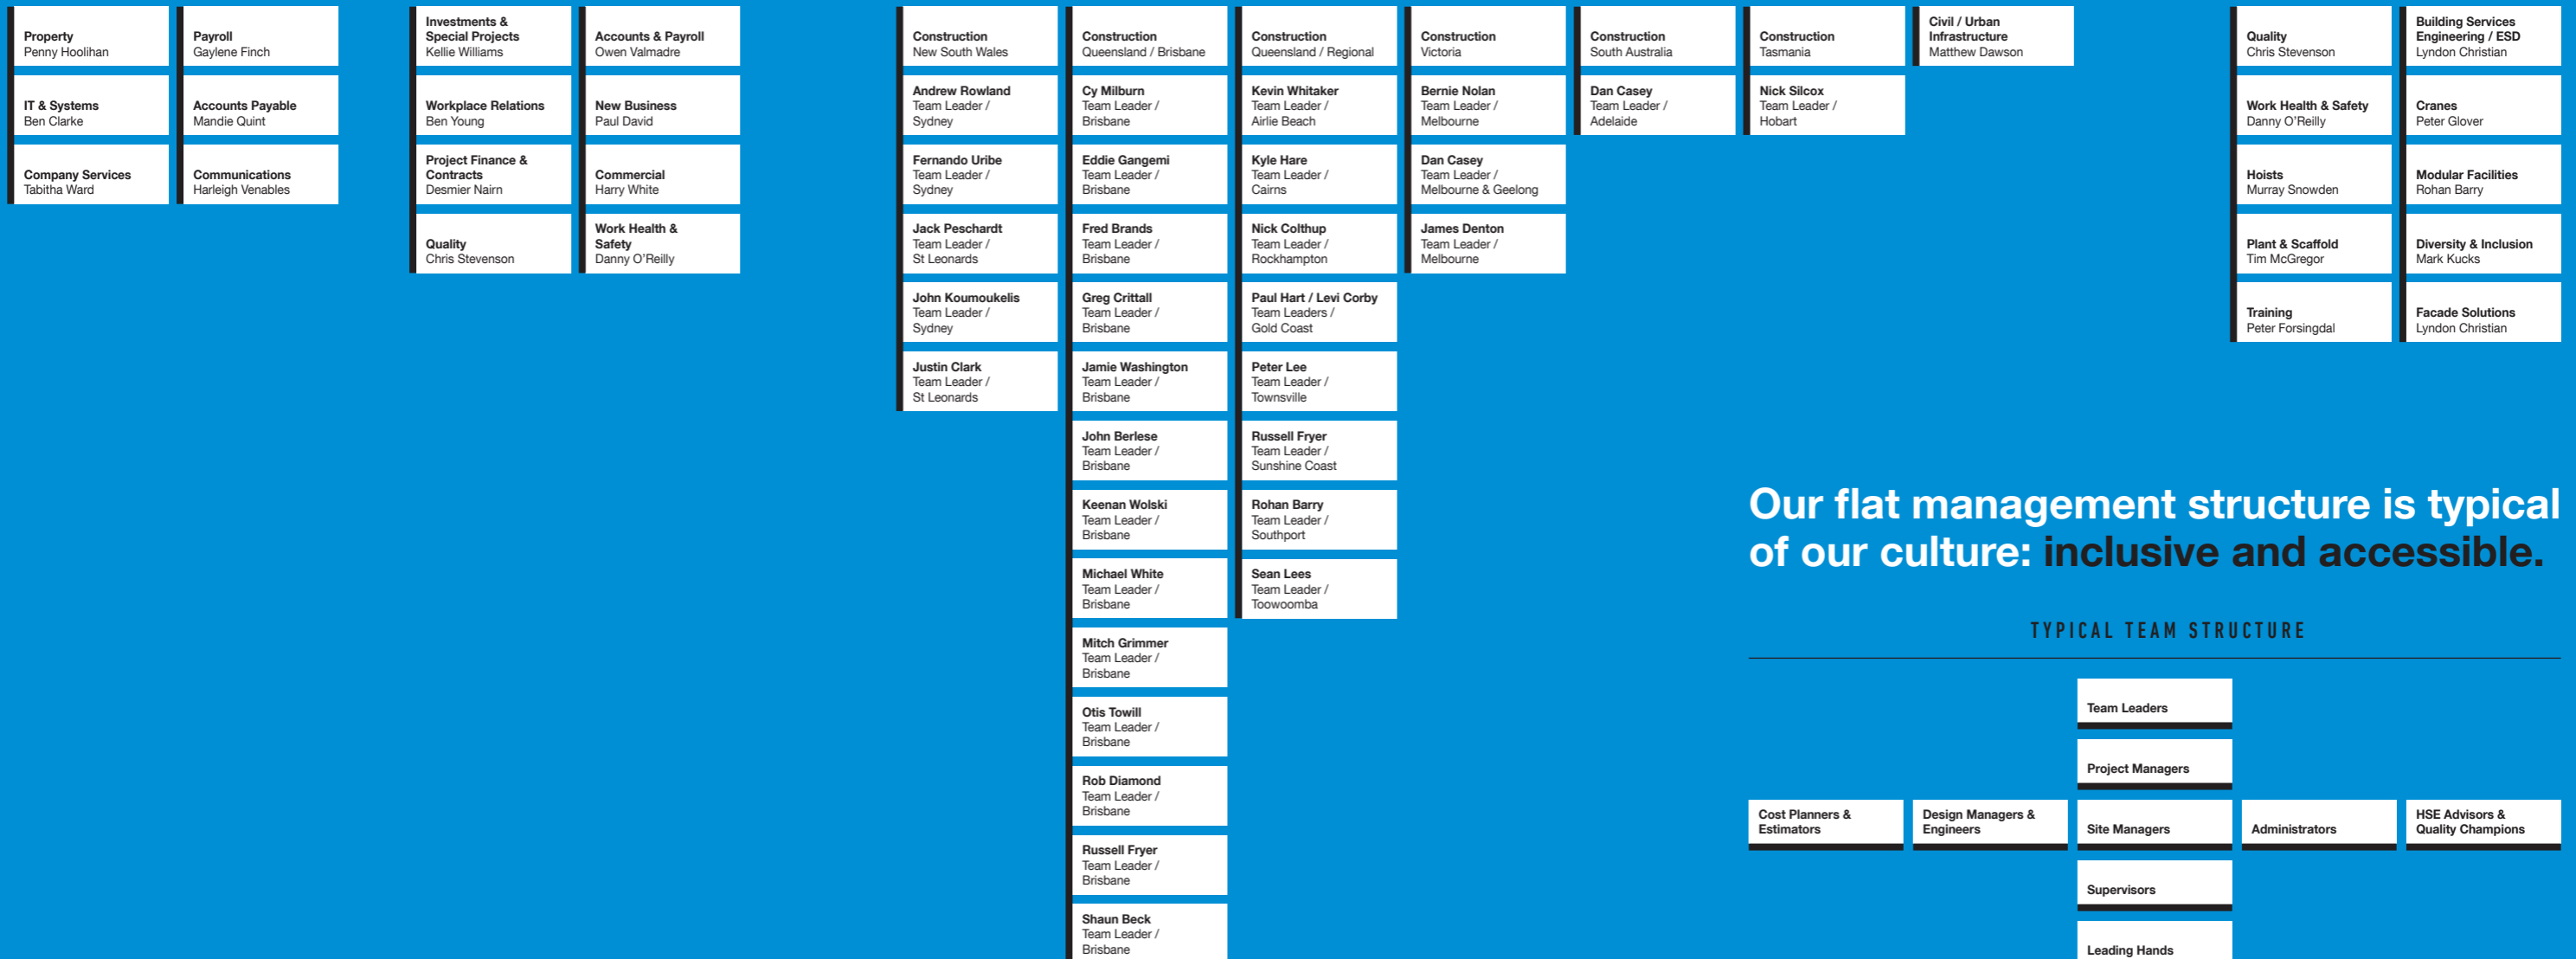 Property
Penny Hoolihan
IT & Systems
Ben Clarke
Company Services
Tabitha Ward
Payroll
Gaylene Finch
Accounts Payable
Mandie Quint
Communications
Harleigh Venables
Investments &
Special Projects
Kellie Williams
Workplace Relations
Ben Young
Project Finance &
Contracts
Desmier Nairn
Quality
Chris Stevenson
Accounts & Payroll
Owen Valmadre
New Business
Paul David
Commercial
Harry White
Work Health &
Safety
Danny O'Reilly
Construction
New South Wales
Andrew Rowland
Team Leader /
Sydney
Fernando Uribe
Team Leader /
Sydney
Jack Peschardt
Team Leader /
St Leonards
John Koumoukelis
Team Leader /
Sydney
Justin Clark
Team Leader /
St Leonards
Construction
Queensland / Brisbane
Cy Milburn
Team Leader /
Brisbane
Eddie Gangemi
Team Leader /
Brisbane
Fred Brands
Team Leader /
Brisbane
Greg Crittall
Team Leader /
Brisbane
Jamie Washington
Team Leader /
Brisbane
John Berlese
Team Leader /
Brisbane
Keenan Wolski
Team Leader /
Brisbane
Michael White
Team Leader /
Brisbane
Mitch Grimmer
Team Leader /
Brisbane
Otis Towill
Team Leader /
Brisbane
Rob Diamond
Team Leader /
Brisbane
Russell Fryer
Team Leader /
Brisbane
Shaun Beck
Team Leader /
Brisbane
Construction
Queensland / Regional
Kevin Whitaker
Team Leader /
Airlie Beach
Kyle Hare
Team Leader /
Cairns
Nick Colthup
Team Leader /
Rockhampton
Paul Hart / Levi Corby
Team Leaders /
Gold Coast
Peter Lee
Team Leader /
Townsville
Russell Fryer
Team Leader /
Sunshine Coast
Rohan Barry
Team Leader /
Southport
Sean Lees
Team Leader /
Toowoomba
Construction
Victoria
Bernie Nolan
Team Leader /
Melbourne
Dan Casey
Team Leader /
Melbourne & Geelong
James Denton
Team Leader /
Melbourne
Construction
South Australia
Dan Casey
Team Leader /
Adelaide
Construction
Tasmania
Nick Silcox
Team Leader /
Hobart
Civil / Urban
Infrastructure
Matthew Dawson
Quality
Chris Stevenson
Work Health & Safety
Danny O'Reilly
Hoists
Murray Snowden
Plant & Scaffold
Tim McGregor
Training
Peter Forsingdal
Building Services
Engineering / ESD
Lyndon Christian
Cranes
Peter Glover
Modular Facilities
Rohan Barry
Diversity & Inclusion
Mark Kucks
Facade Solutions
Lyndon Christian
Our flat management structure is typical
of our culture: inclusive and accessible.
TYPICAL TEAM STRUCTURE
Team Leaders
Project Managers
Cost Planners &
Estimators
Design Managers &
Engineers
Site Managers
Administrators
HSE Advisors &
Quality Champions
Supervisors
Leading Hands